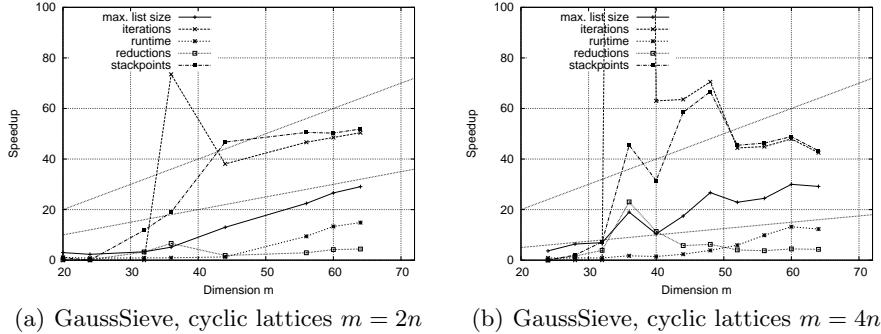 100
80
60
40
20
0
20
30
40
50
60
70
Speedup
Dimension m
max. list size
iterations
runtime
reductions
stackpoints
(a) GaussSieve, cyclic lattices m = 2n
100
80
60
40
20
0
20
30
40
50
60
70
Speedup
Dimension m
max. list size
iterations
runtime
reductions
stackpoints
(b) GaussSieve, cyclic lattices m = 4n